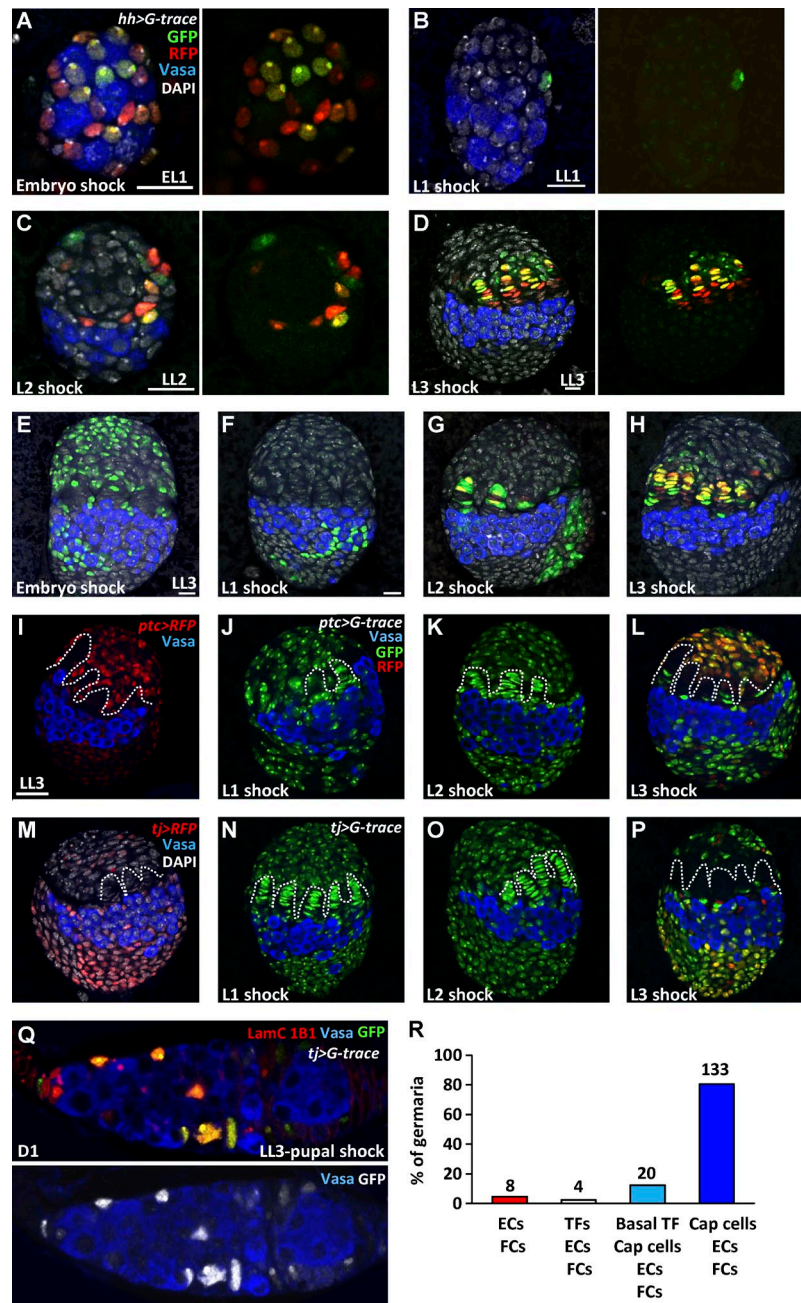 A
hh>G-trace
GFP
RFP
Vasa
DAPI
Embryo shock
EL1
B
L1 shock
LL1
C
L2 shock
LL2
D
L3 shock
LL3
E
Embryo shock
LL3
F
L1 shock
G
L2 shock
H
L3 shock
I
ptc>RFP
Vasa
LL3
J
ptc>G-trace
Vasa
GFP
RFP
L1 shock
K
L2 shock
L
L3 shock
M
tj>RFP
Vasa
DAPI
N
tj>G-trace
L1 shock
O
L2 shock
P
L3 shock
Q
LamC 1B1 Vasa GFP
tj>G-trace
D1
LL3-pupal shock
Vasa GFP
R
% of germaria
100
80
60
40
20
0
8
4
20
133
ECs
FCs
TFs
ECs
FCs
Basal TF
Cap cells
ECs
FCs
Cap cells
ECs
FCs